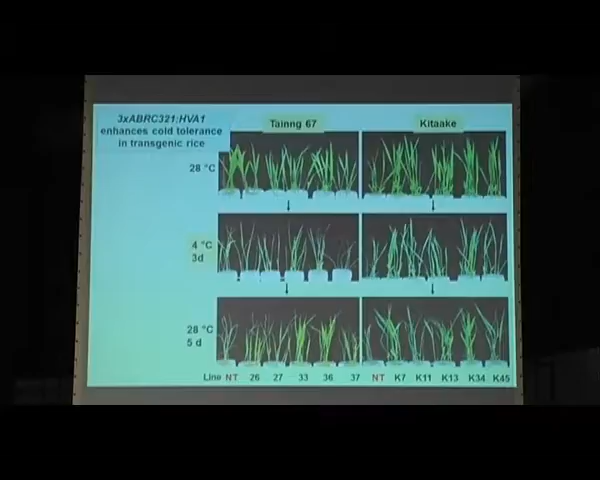 3xABRC321:HVA1
enhances cold tolerance
in transgenic rice
Tainng 67
Kitaake
28 °C
4 °C
3d
28 °C
5 d
Line NT 26 27 33 36 37 NT K7 K11 K13 K34 K45